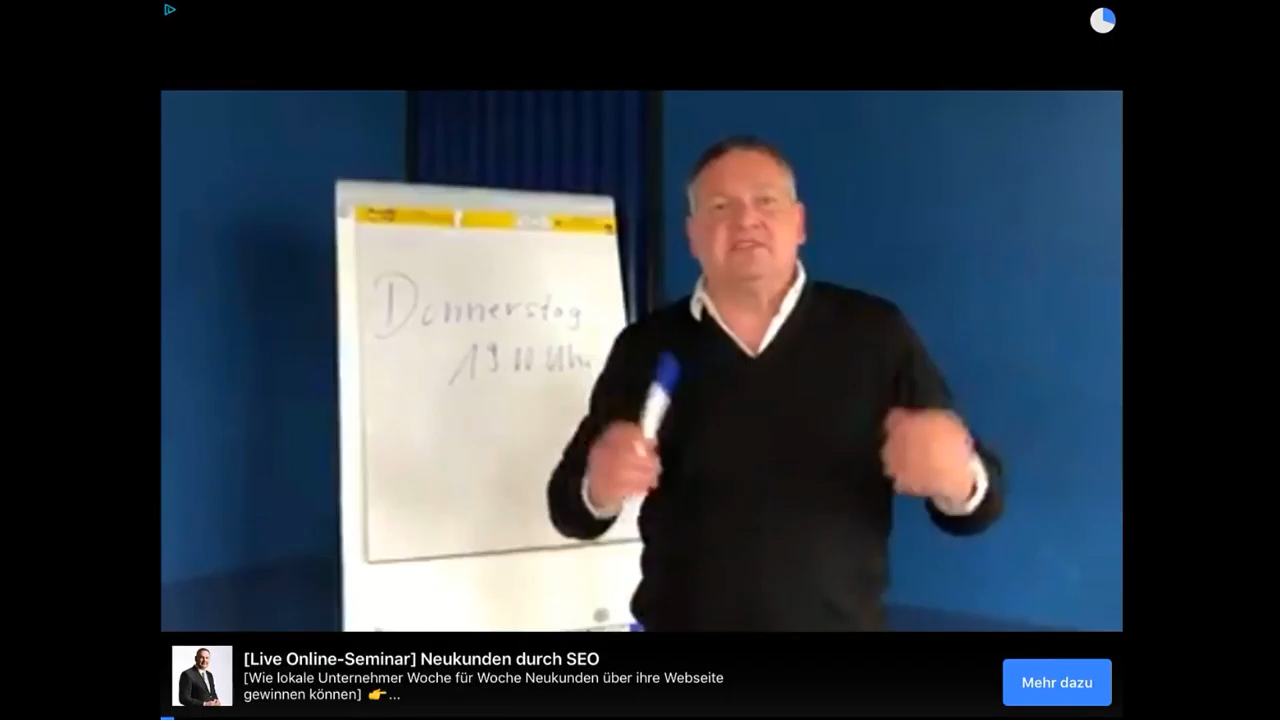 Donnerstag
19 00 Uhr
[Live Online-Seminar] Neukunden durch SEO
[Wie lokale Unternehmer Woche für Woche Neukunden über ihre Webseite
gewinnen können] 👉...
Mehr dazu